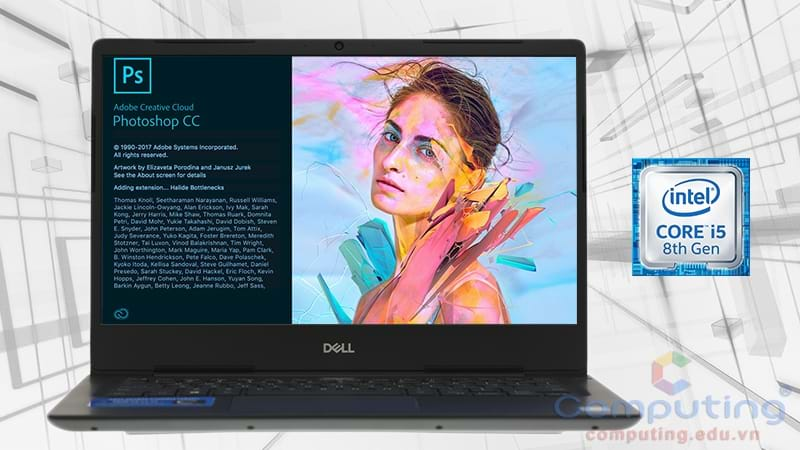 Ps
Adobe Creative Cloud
Photoshop CC
© 1990-2017 Adobe Systems Incorporated.
All rights reserved.
Artwork by Elizaveta Porodina and Janusz Jurek
See the About screen for details
Adding extension... Halide Bottlenecks
Thomas Knoll, Seetharaman Narayanan, Russell Williams,
Jackie Lincoln-Owyang, Alan Erickson, Ivy Mak, Sarah
Kong, Jerry Harris, Mike Shaw, Thomas Ruark, Domnita
Petri, David Mohr, Yukie Takahashi, David Dobish, Steven
E. Snyder, John Peterson, Adam Jerugim, Tom Attix,
Judy Severance, Yuko Kagita, Foster Brereton, Meredith
Stotzner, Tai Luxon, Vinod Balakrishnan, Tim Wright,
John Worthington, Mark Maguire, Maria Yap, Pam Clark,
B. Winston Hendrickson, Pete Falco, Dave Polaschek,
Kyoko Itoda, Kellisa Sandoval, Steve Guilhamet, Daniel
Presedo, Sarah Stuckey, David Hackel, Eric Floch, Kevin
Hopps, Jeffrey Cohen, John E. Hanson, Yuyan Song,
Barkin Aygun, Betty Leong, Jeanne Rubbo, Jeff Sass,
DELL
intel
CORE™ i5
8th Gen
Computing®
computing.edu.vn